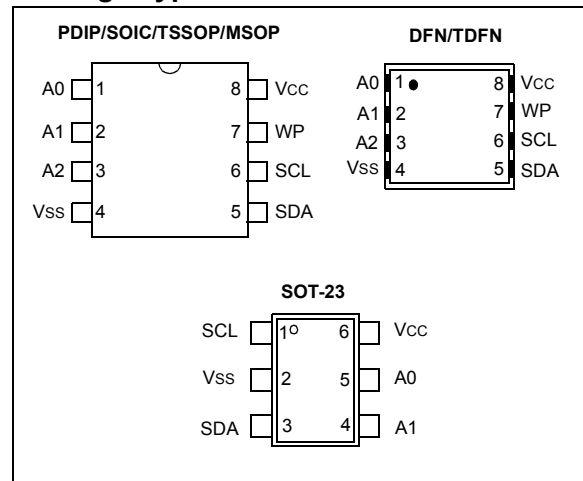 PDIP/SOIC/TSSOP/MSOP
A0 1 8 VCC
A1 2 7 WP
A2 3 6 SCL
VSS 4 5 SDA
DFN/TDFN
A0 1 8 VCC
A1 2 7 WP
A2 3 6 SCL
VSS 4 5 SDA
SOT-23
SCL 1 6 VCC
VSS 2 5 A0
SDA 3 4 A1